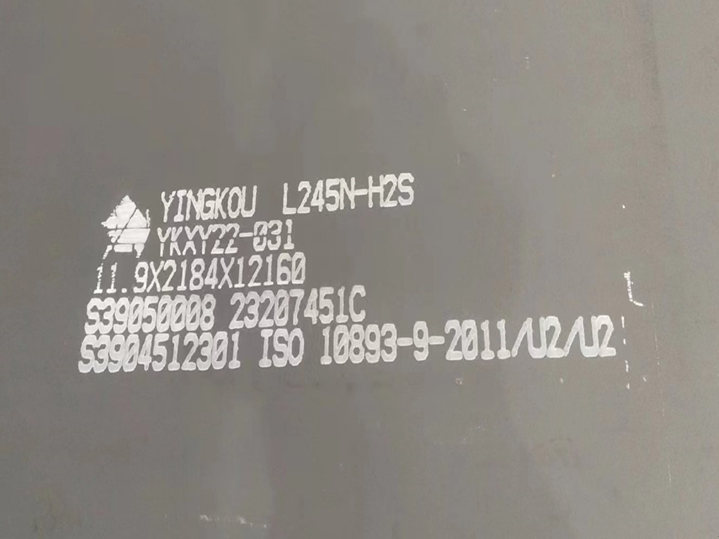 YINGKOU L245N-H2S
YKXY22-031
11.9X2184X12160
S39050008 23207451C
S3904512301 ISO 10893-9-2011/U2/U2